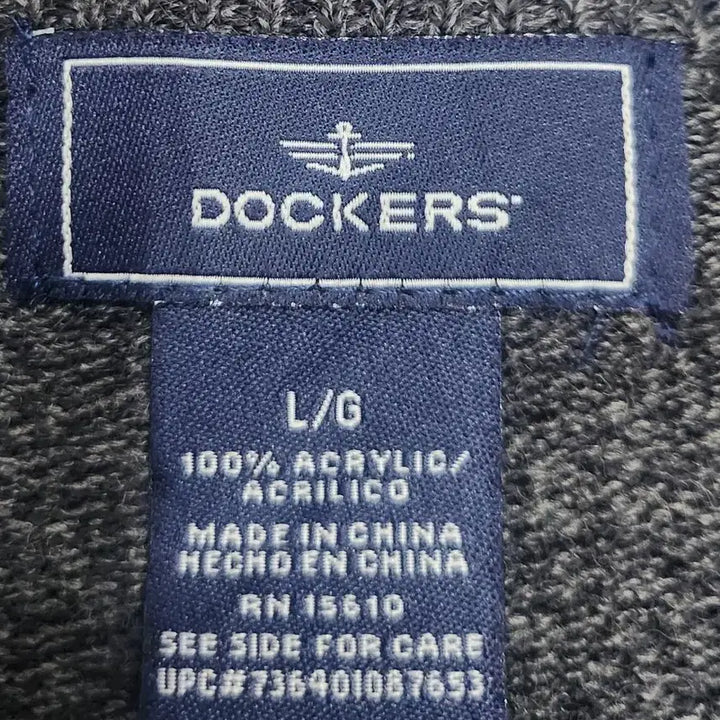 DOCKERS
L/G
100% ACRYLIC/
ACRILICO
MADE IN CHINA
HECHO EN CHINA
RN 15610
SEE SIDE FOR CARE
UPC#736401087653